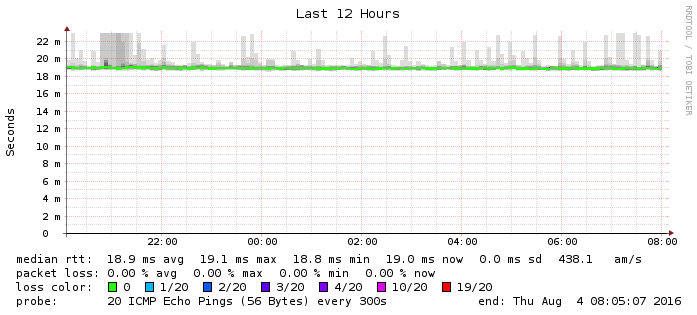 Last 12 Hours
RRDTOOL / TOBI OETIKER
Seconds
22 m
20 m
18 m
16 m
14 m
12 m
10 m
8 m
6 m
4 m
2 m
0
22:00 00:00 02:00 04:00 06:00 08:00
median rtt: 18.9 ms avg 19.1 ms max 18.8 ms min 19.0 ms now 0.0 ms sd 438.1 am/s
packet loss: 0.00 % avg 0.00 % max 0.00 % min 0.00 % now
loss color: 0 1/20 2/20 3/20 4/20 10/20 19/20
probe: 20 ICMP Echo Pings (56 Bytes) every 300s end: Thu Aug 4 08:05:07 2016